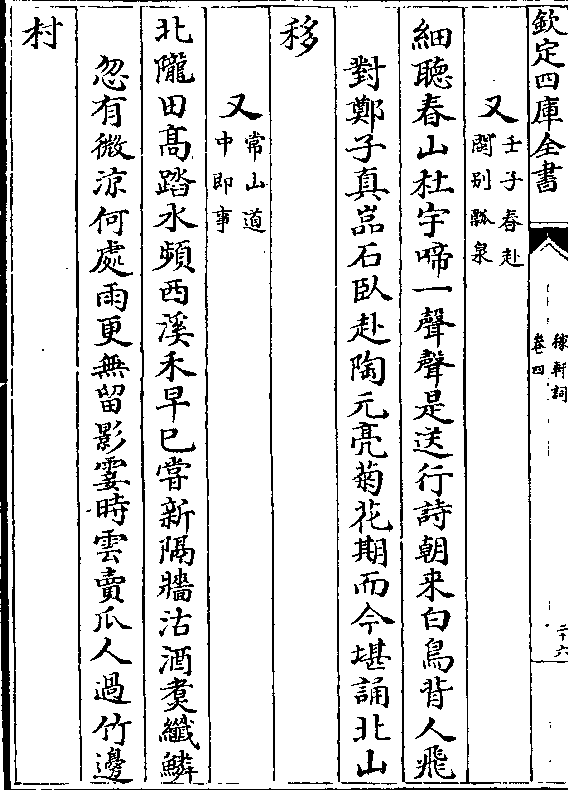 欽定四庫全書
稼軒詞
卷四
二十六
又壬子春赴
閩别瓢泉
細聽春山杜宇啼一聲聲是送行詩朝來白鳥背人飛
對鄭子真嵓石臥赴陶元亮菊花期而今堪誦北山
移
又常山道
中即事
北隴田髙踏水頻西溪禾早已嘗新隔牆沽酒煑纎鱗
忽有微凉何處雨更無留影霎時雲賣瓜人過竹邊
村